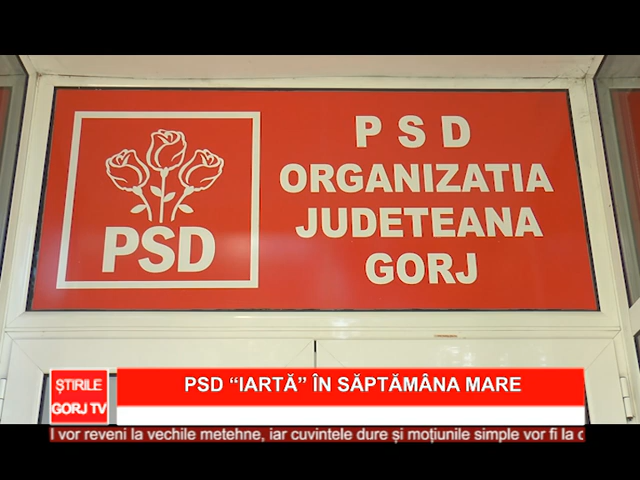 PSD
P S D
ORGANIZATIA
JUDETEANA
GORJ
ȘTIRILE
GORJ TV
PSD “IARTĂ” ÎN SĂPTĂMÂNA MARE
vor reveni la vechile metehne, iar cuvintele dure și moțiunile simple vor fi la